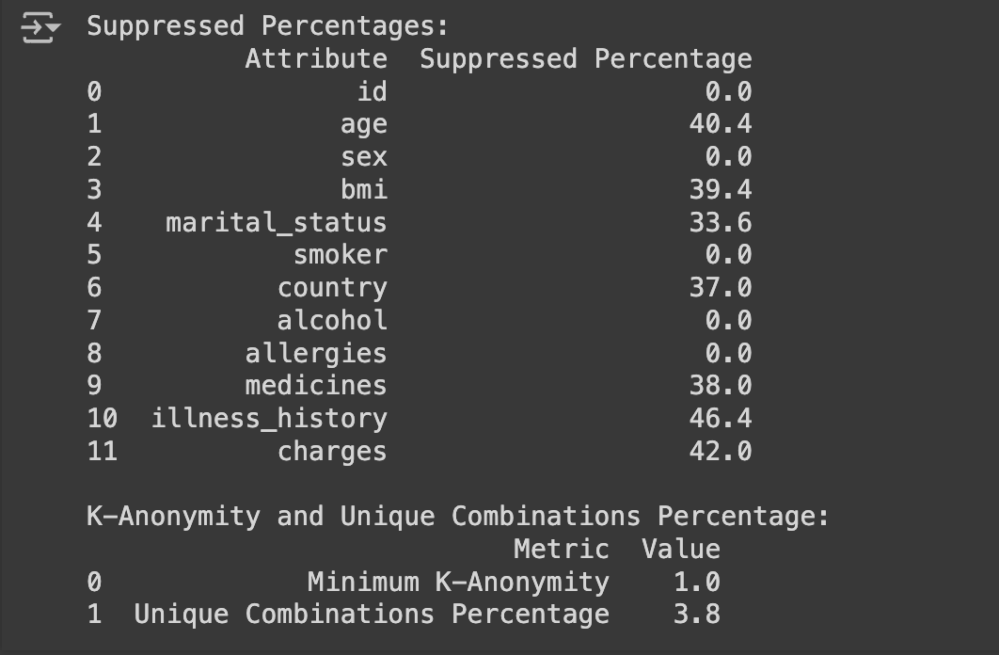 Suppressed Percentages:
Attribute Suppressed Percentage
0 id 0.0
1 age 40.4
2 sex 0.0
3 bmi 39.4
4 marital_status 33.6
5 smoker 0.0
6 country 37.0
7 alcohol 0.0
8 allergies 0.0
9 medicines 38.0
10 illness_history 46.4
11 charges 42.0
K-Anonymity and Unique Combinations Percentage:
Metric Value
0 Minimum K-Anonymity 1.0
1 Unique Combinations Percentage 3.8